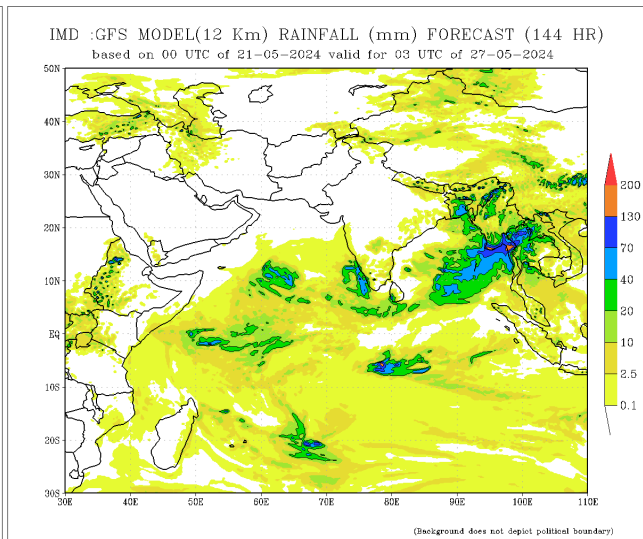 IMD :GFS MODEL(12 Km) RAINFALL (mm) FORECAST (144 HR)
based on 00 UTC of 21-05-2024 valid for 03 UTC of 27-05-2024
50N
40N
30N
20N
10N
EQ
10S
20S
30S
30E 40E 50E 60E 70E 80E 90E 100E 110E
200
130
70
40
20
10
2.5
0.1
(Background does not depict political boundary)